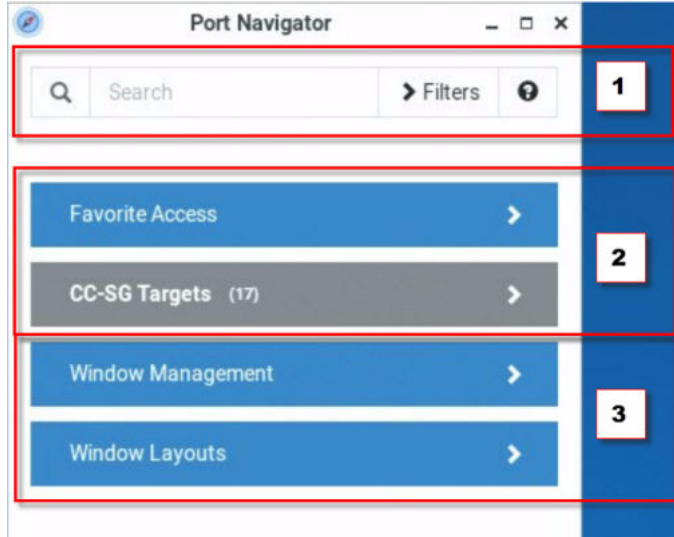 Port Navigator
Search
Filters
1
Favorite Access
2
CC-SG Targets (17)
Window Management
3
Window Layouts